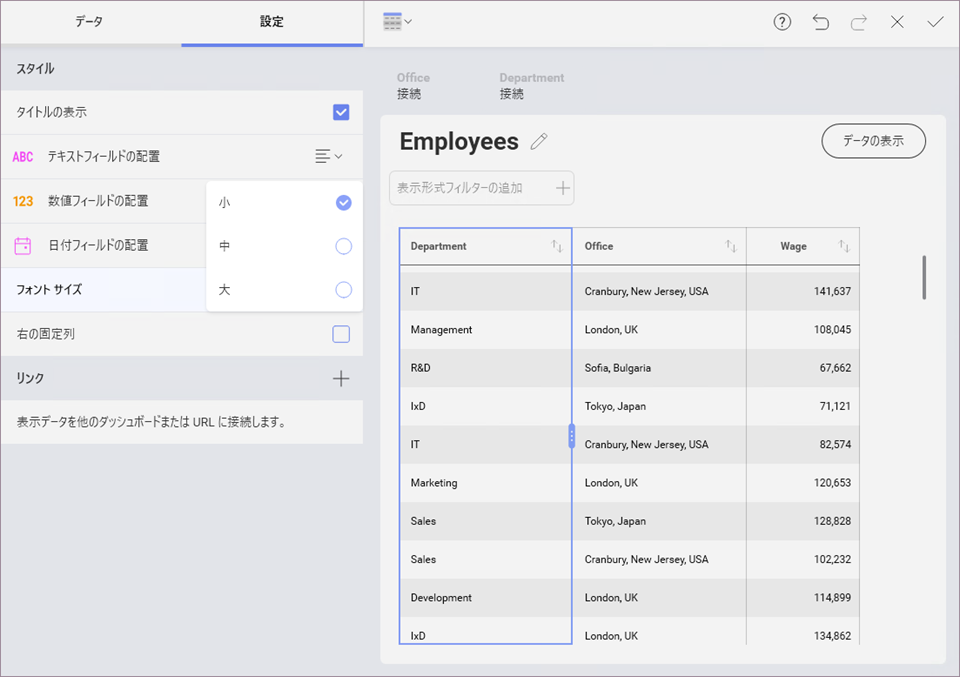 データ 設定
スタイル
タイトルの表示
ABC テキストフィールドの配置
123 数値フィールドの配置
日付フィールドの配置
フォント サイズ
小
中
大
右の固定列
リンク
表示データを他のダッシュボードまたは URL に接続します。
Office Department
接続 接続
Employees
データの表示
表示形式フィルターの追加
Department Office Wage
IT Cranbury, New Jersey, USA 141,637
Management London, UK 108,045
R&D Sofia, Bulgaria 67,662
IxD Tokyo, Japan 71,121
IT Cranbury, New Jersey, USA 82,574
Marketing London, UK 120,653
Sales Tokyo, Japan 128,828
Sales Cranbury, New Jersey, USA 102,232
Development London, UK 114,899
IxD London, UK 134,862